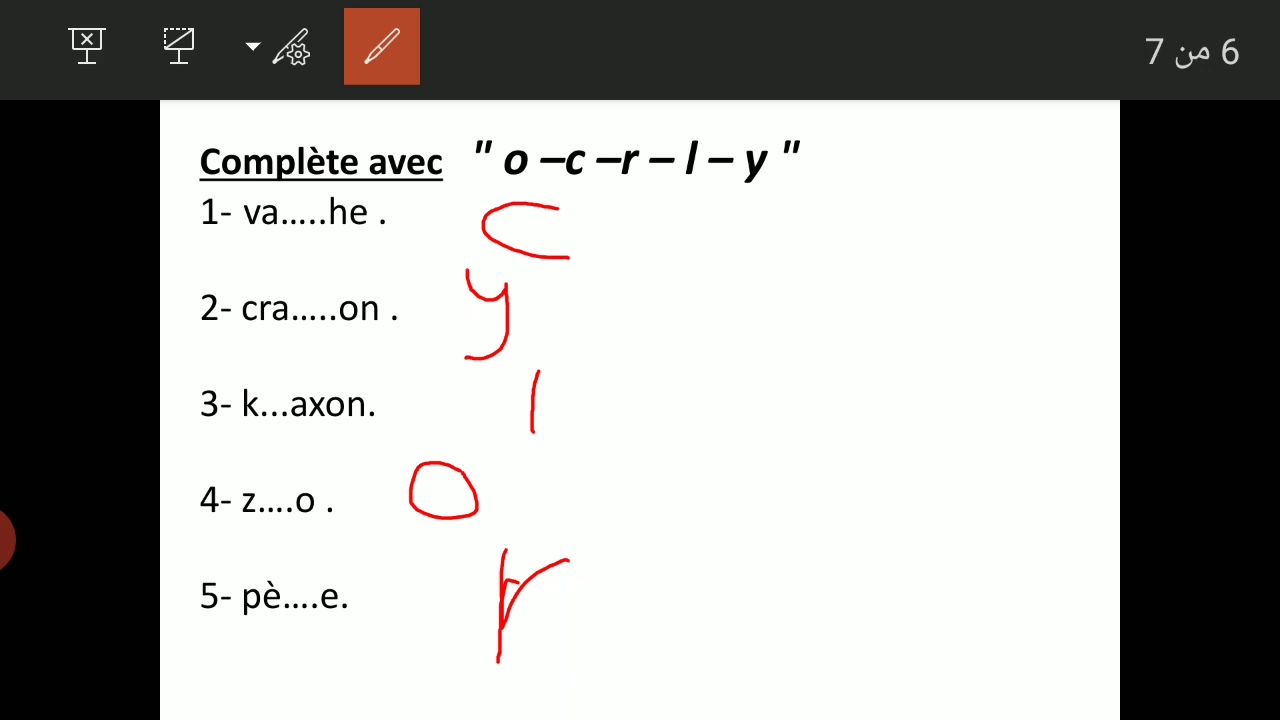 6 من 7
Complète avec " o –c –r – l – y "
1- va.....he . c
2- cra.....on . y
3- k...axon. l
4- z....o . o
5- pè....e. r